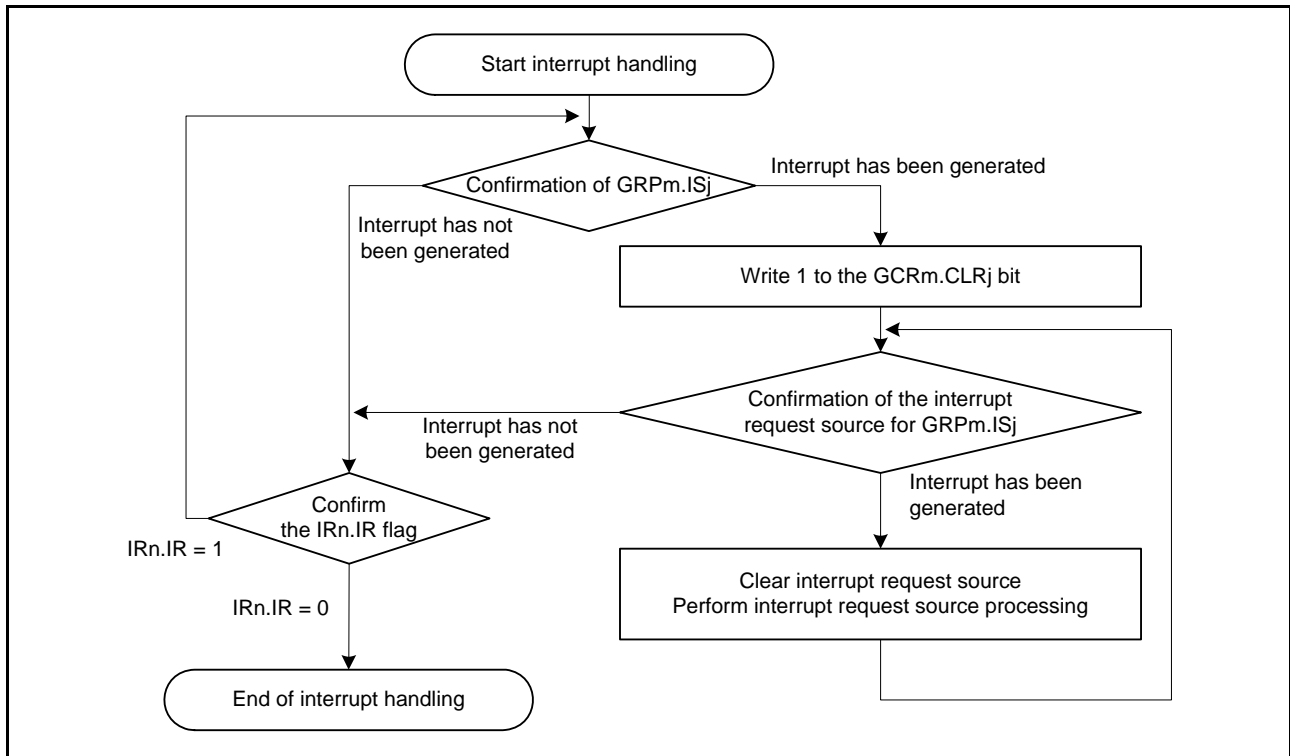 Start interrupt handling
Interrupt has been generated
Confirmation of GRPm.ISj
Interrupt has not
been generated
Write 1 to the GCRm.CLRj bit
Confirmation of the interrupt
request source for GRPm.ISj
Interrupt has not
been generated
Interrupt has been
generated
Confirm
the IRn.IR flag
IRn.IR = 1
Clear interrupt request source
Perform interrupt request source processing
IRn.IR = 0
End of interrupt handling